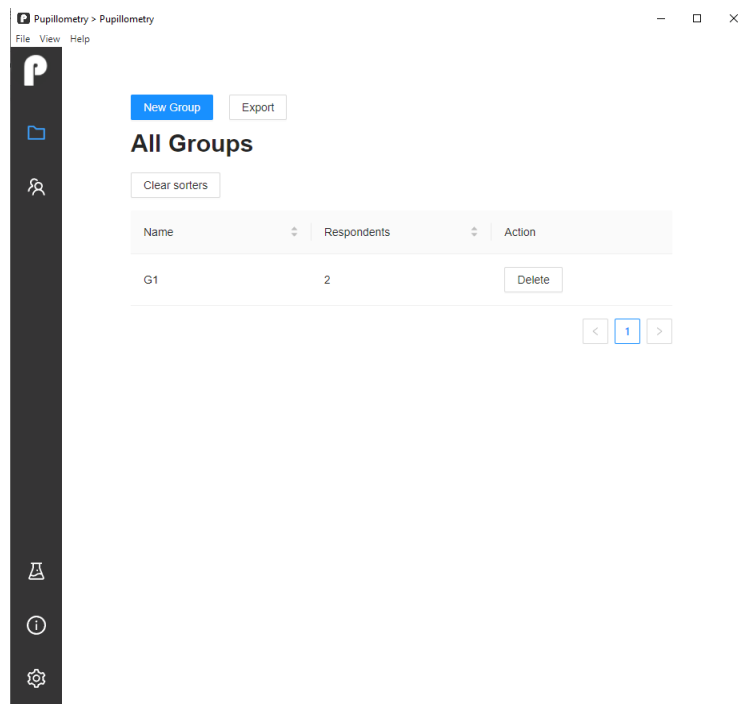 Pupillometry > Pupillometry
File View Help
New Group Export
All Groups
Clear sorters
Name Respondents Action
G1 2 Delete
< 1 >